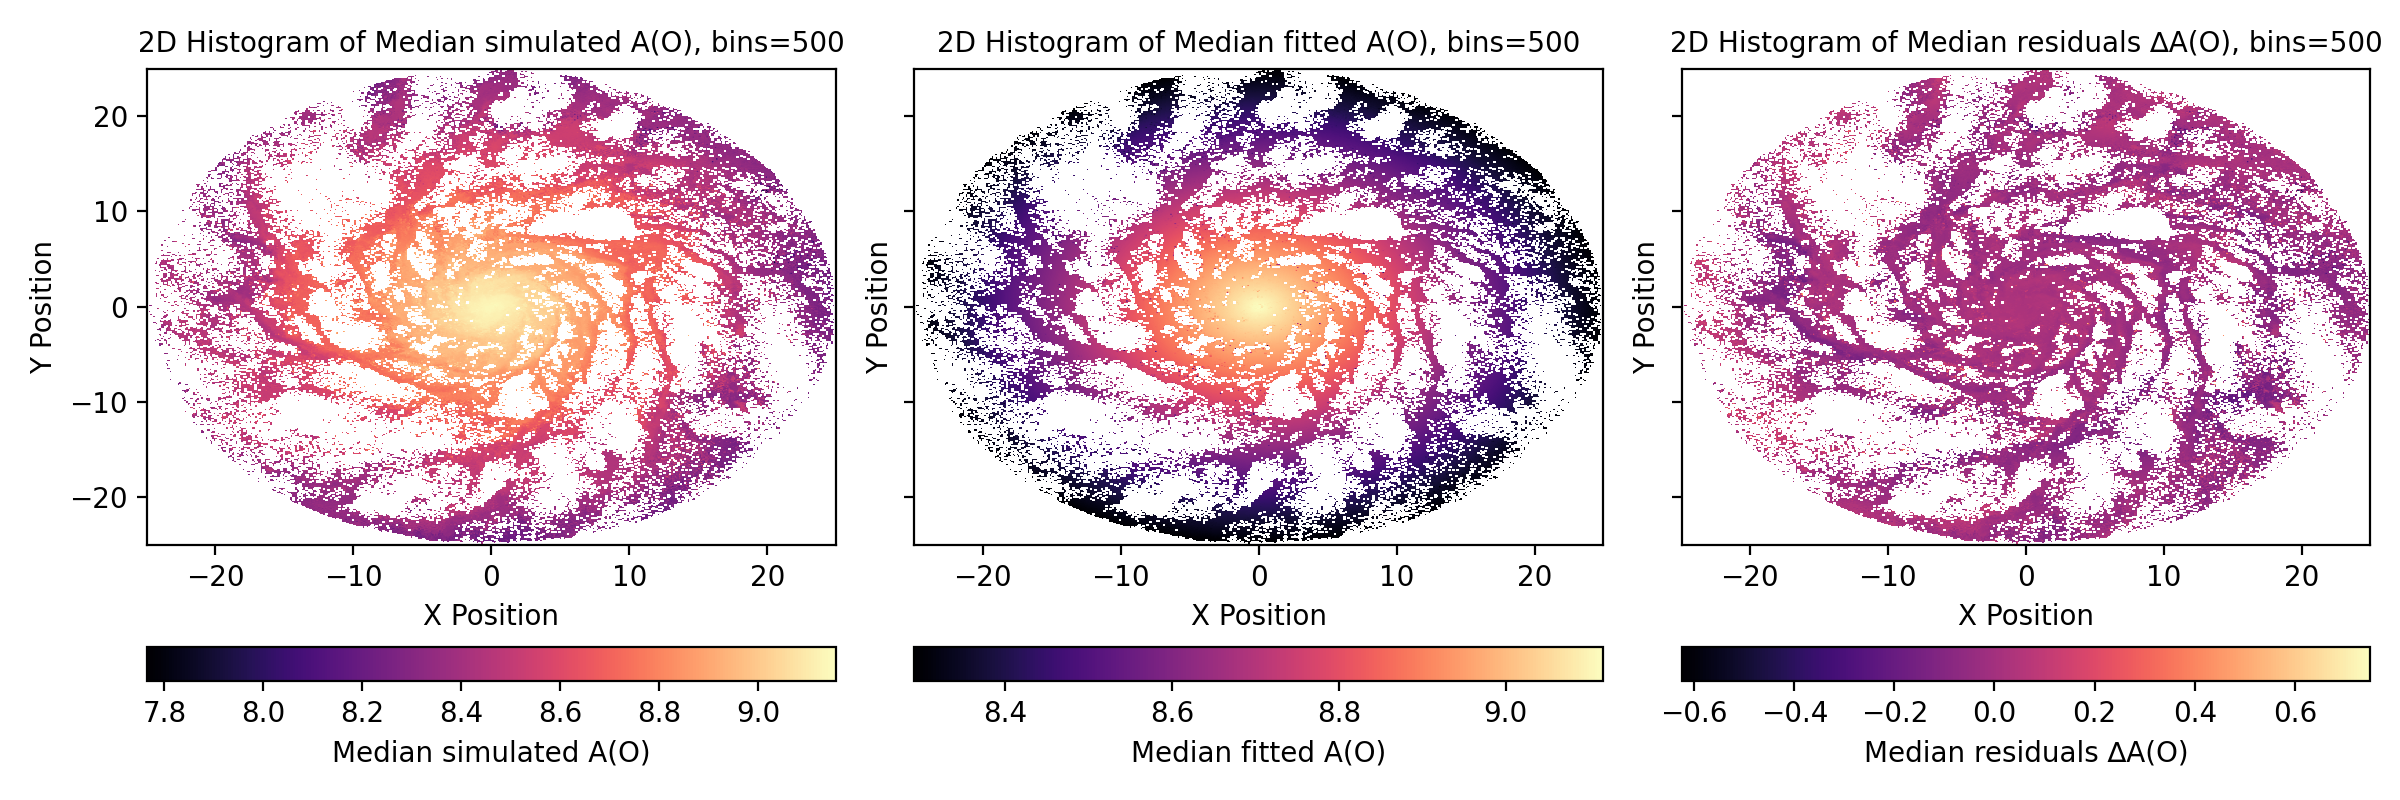 2D Histogram of Median simulated A(O), bins=500
2D Histogram of Median fitted A(O), bins=500
2D Histogram of Median residuals ΔA(O), bins=500
Y Position
20
10
0
−10
−20
−20 −10 0 10 20
X Position
7.8 8.0 8.2 8.4 8.6 8.8 9.0
Median simulated A(O)
Y Position
−20 −10 0 10 20
X Position
8.4 8.6 8.8 9.0
Median fitted A(O)
Y Position
−20 −10 0 10 20
X Position
−0.6 −0.4 −0.2 0.0 0.2 0.4 0.6
Median residuals ΔA(O)